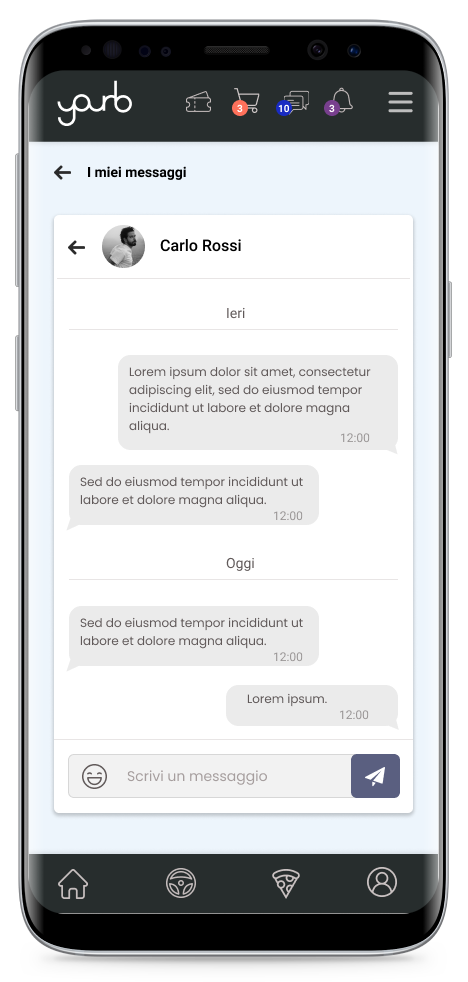 yourb
3
10
3
I miei messaggi
Carlo Rossi
Ieri
Lorem ipsum dolor sit amet, consectetur
adipiscing elit, sed do eiusmod tempor
incididunt ut labore et dolore magna
aliqua.
12:00
Sed do eiusmod tempor incididunt ut
labore et dolore magna aliqua.
12:00
Oggi
Sed do eiusmod tempor incididunt ut
labore et dolore magna aliqua.
12:00
Lorem ipsum.
12:00
Scrivi un messaggio